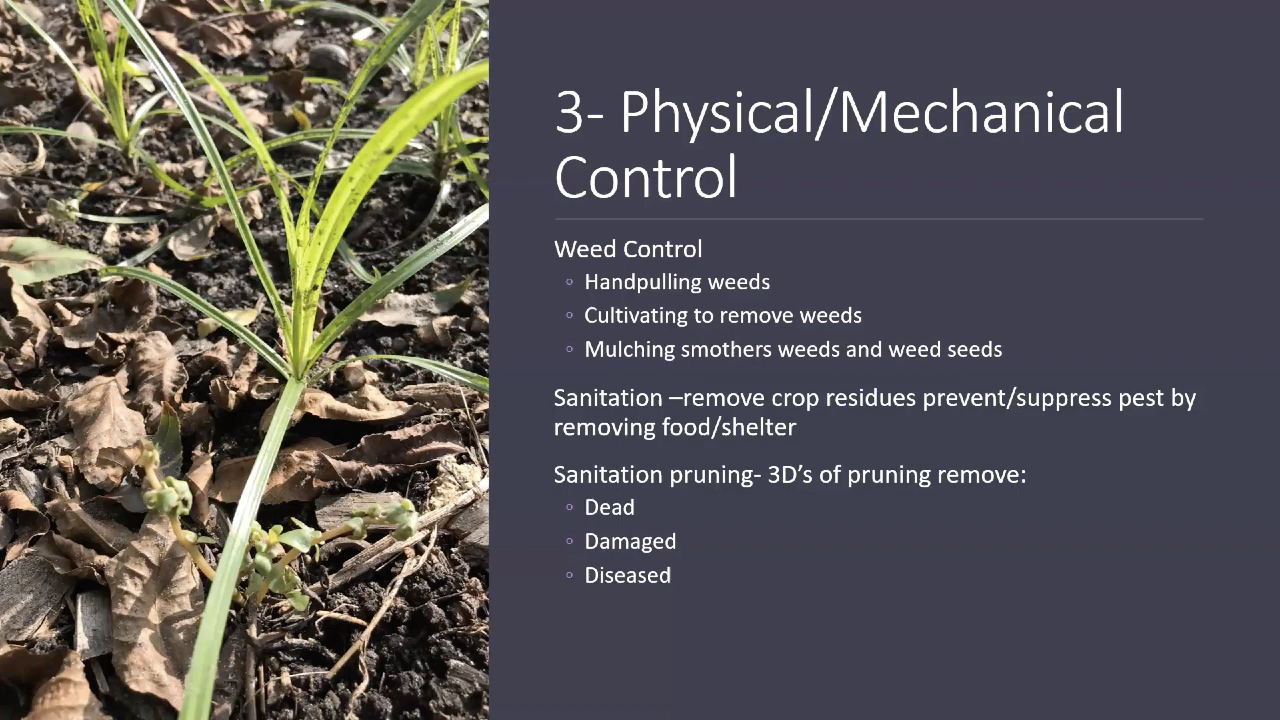 3- Physical/Mechanical
Control
Weed Control
◦ Handpulling weeds
◦ Cultivating to remove weeds
◦ Mulching smothers weeds and weed seeds
Sanitation –remove crop residues prevent/suppress pest by
removing food/shelter
Sanitation pruning- 3D’s of pruning remove:
◦ Dead
◦ Damaged
◦ Diseased